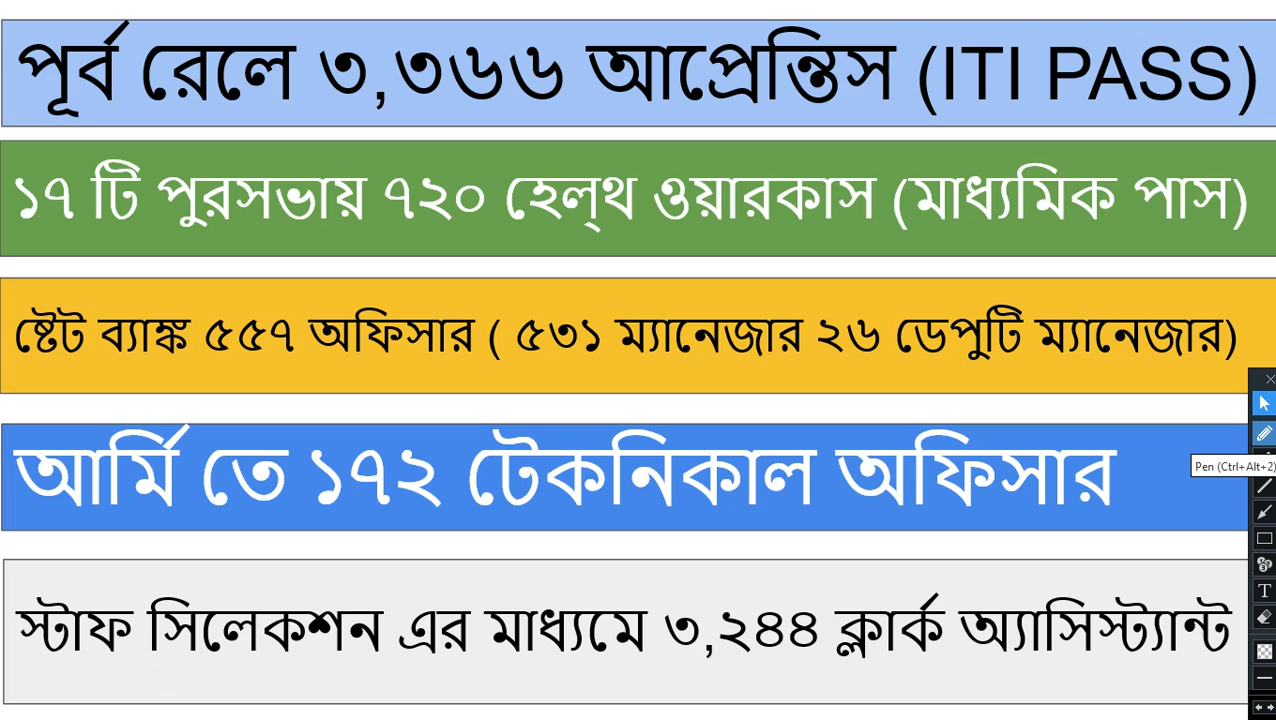 পূর্ব রেলে ৩,৩৬৬ আপ্রেন্তিস (ITI PASS)
১৭ টি পুরসভায় ৭২০ হেল্থ ওয়ারকাস (মাধ্যমিক পাস)
ষ্টেট ব্যাঙ্ক ৫৫৭ অফিসার ( ৫৩১ ম্যানেজার ২৬ ডেপুটি ম্যানেজার)
আর্মি তে ১৭২ টেকনিকাল অফিসার
Pen (Ctrl+Alt+2)
স্টাফ সিলেকশন এর মাধ্যমে ৩,২৪৪ ক্লার্ক অ্যাসিস্ট্যান্ট